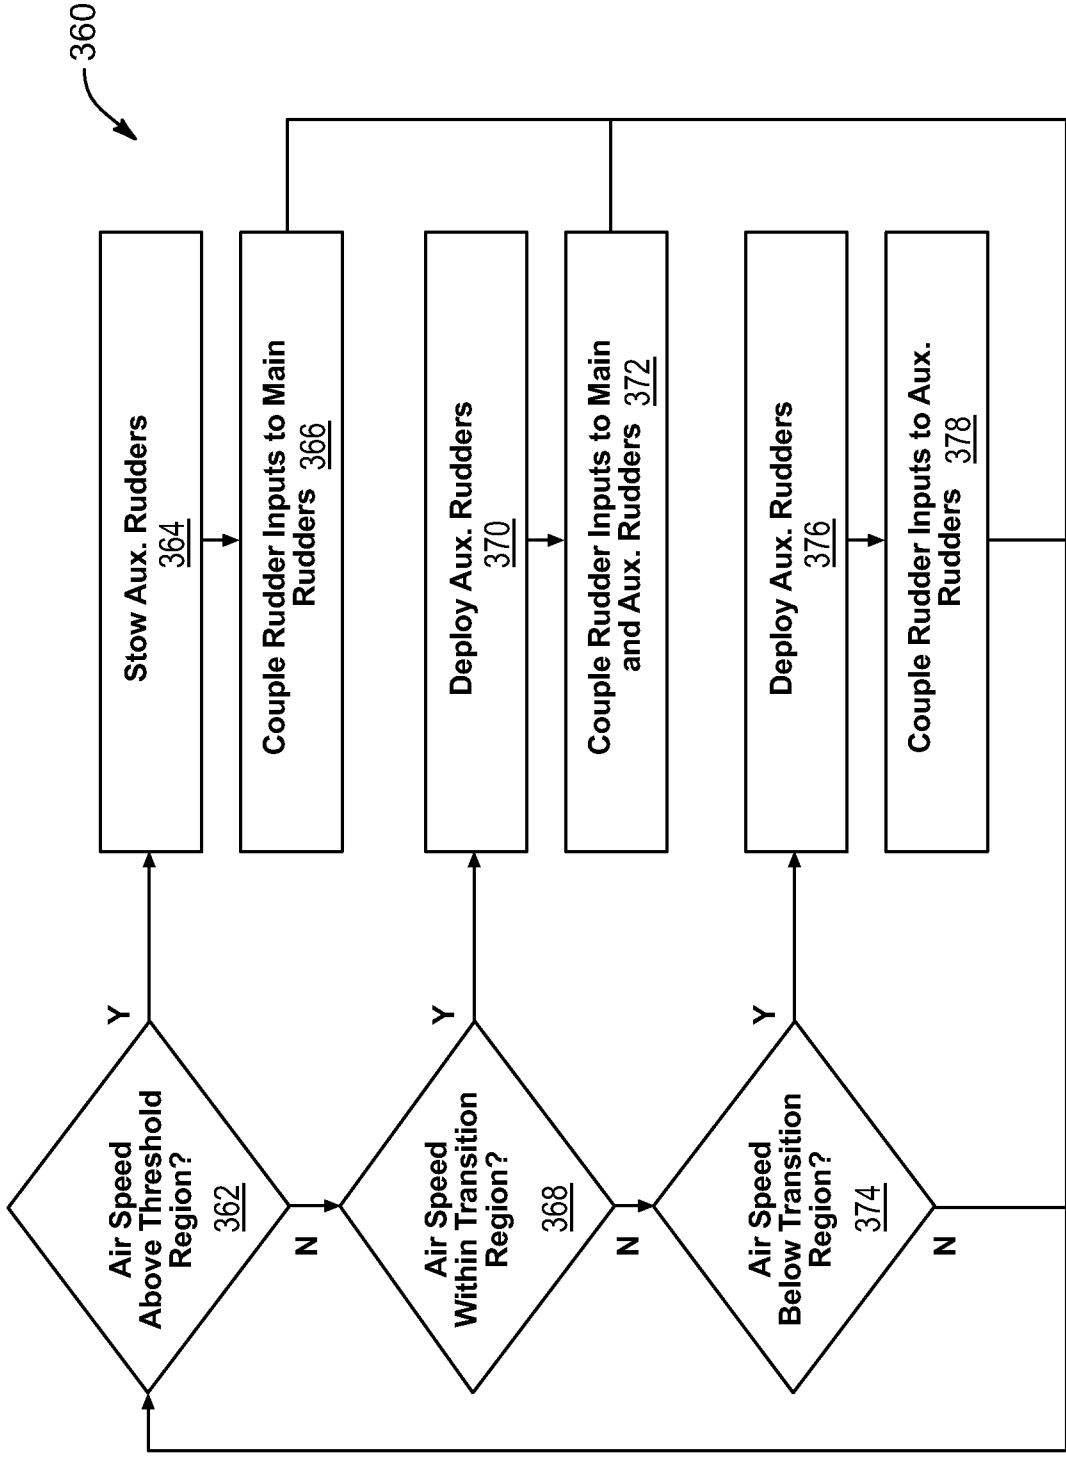 360
Air Speed
Above Threshold
Region?
362
Y
N
Stow Aux. Rudders
364
Couple Rudder Inputs to Main
Rudders 366
Air Speed
Within Transition
Region?
368
Y
N
Deploy Aux. Rudders
370
Couple Rudder Inputs to Main
and Aux. Rudders 372
Air Speed
Below Transition
Region?
374
Y
N
Deploy Aux. Rudders
376
Couple Rudder Inputs to Aux.
Rudders 378